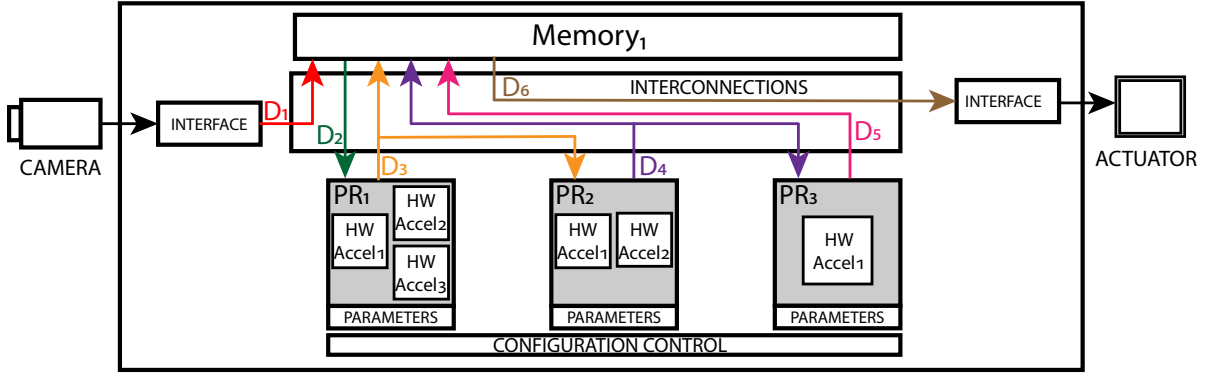 Memory₁
INTERCONNECTIONS
D₁
D₂
D₃
D₄
D₅
D₆
CAMERA
INTERFACE
INTERFACE
ACTUATOR
PR₁
HW
Accel1
HW
Accel2
HW
Accel3
PARAMETERS
PR₂
HW
Accel1
HW
Accel2
PARAMETERS
PR₃
HW
Accel1
PARAMETERS
CONFIGURATION CONTROL